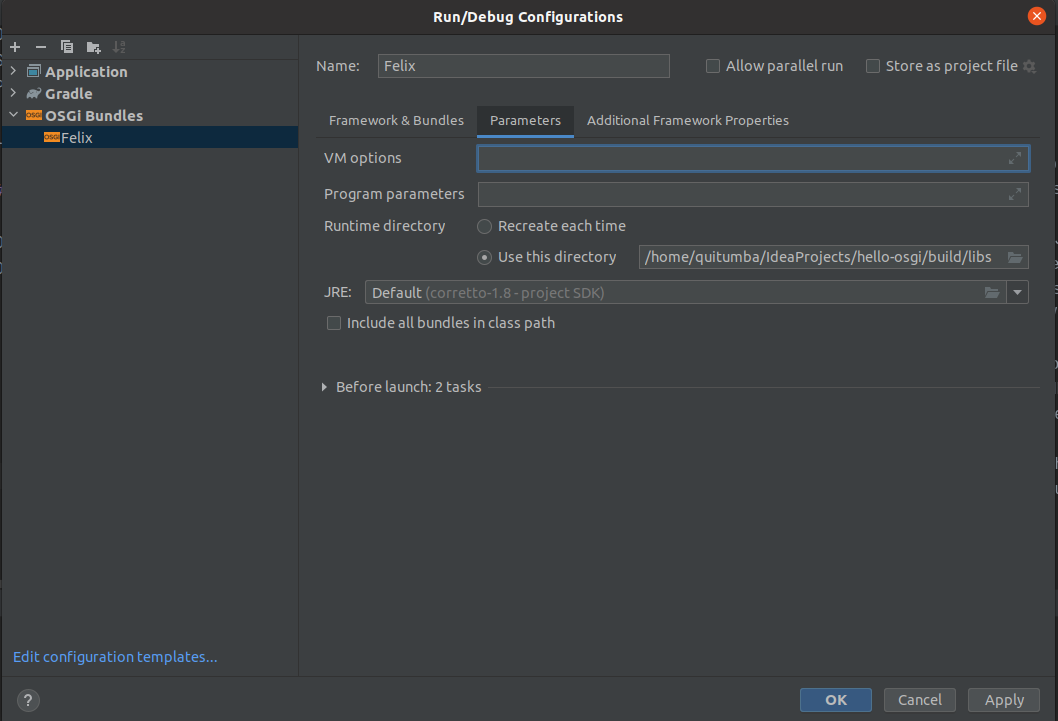 Run/Debug Configurations
Application
Gradle
OSGi OSGi Bundles
OSGi Felix
Edit configuration templates...
?
Name: Felix Allow parallel run Store as project file
Framework & Bundles Parameters Additional Framework Properties
VM options
Program parameters
Runtime directory Recreate each time
Use this directory /home/quitumba/IdeaProjects/hello-osgi/build/libs
JRE: Default (corretto-1.8 - project SDK)
Include all bundles in class path
Before launch: 2 tasks
OK Cancel Apply